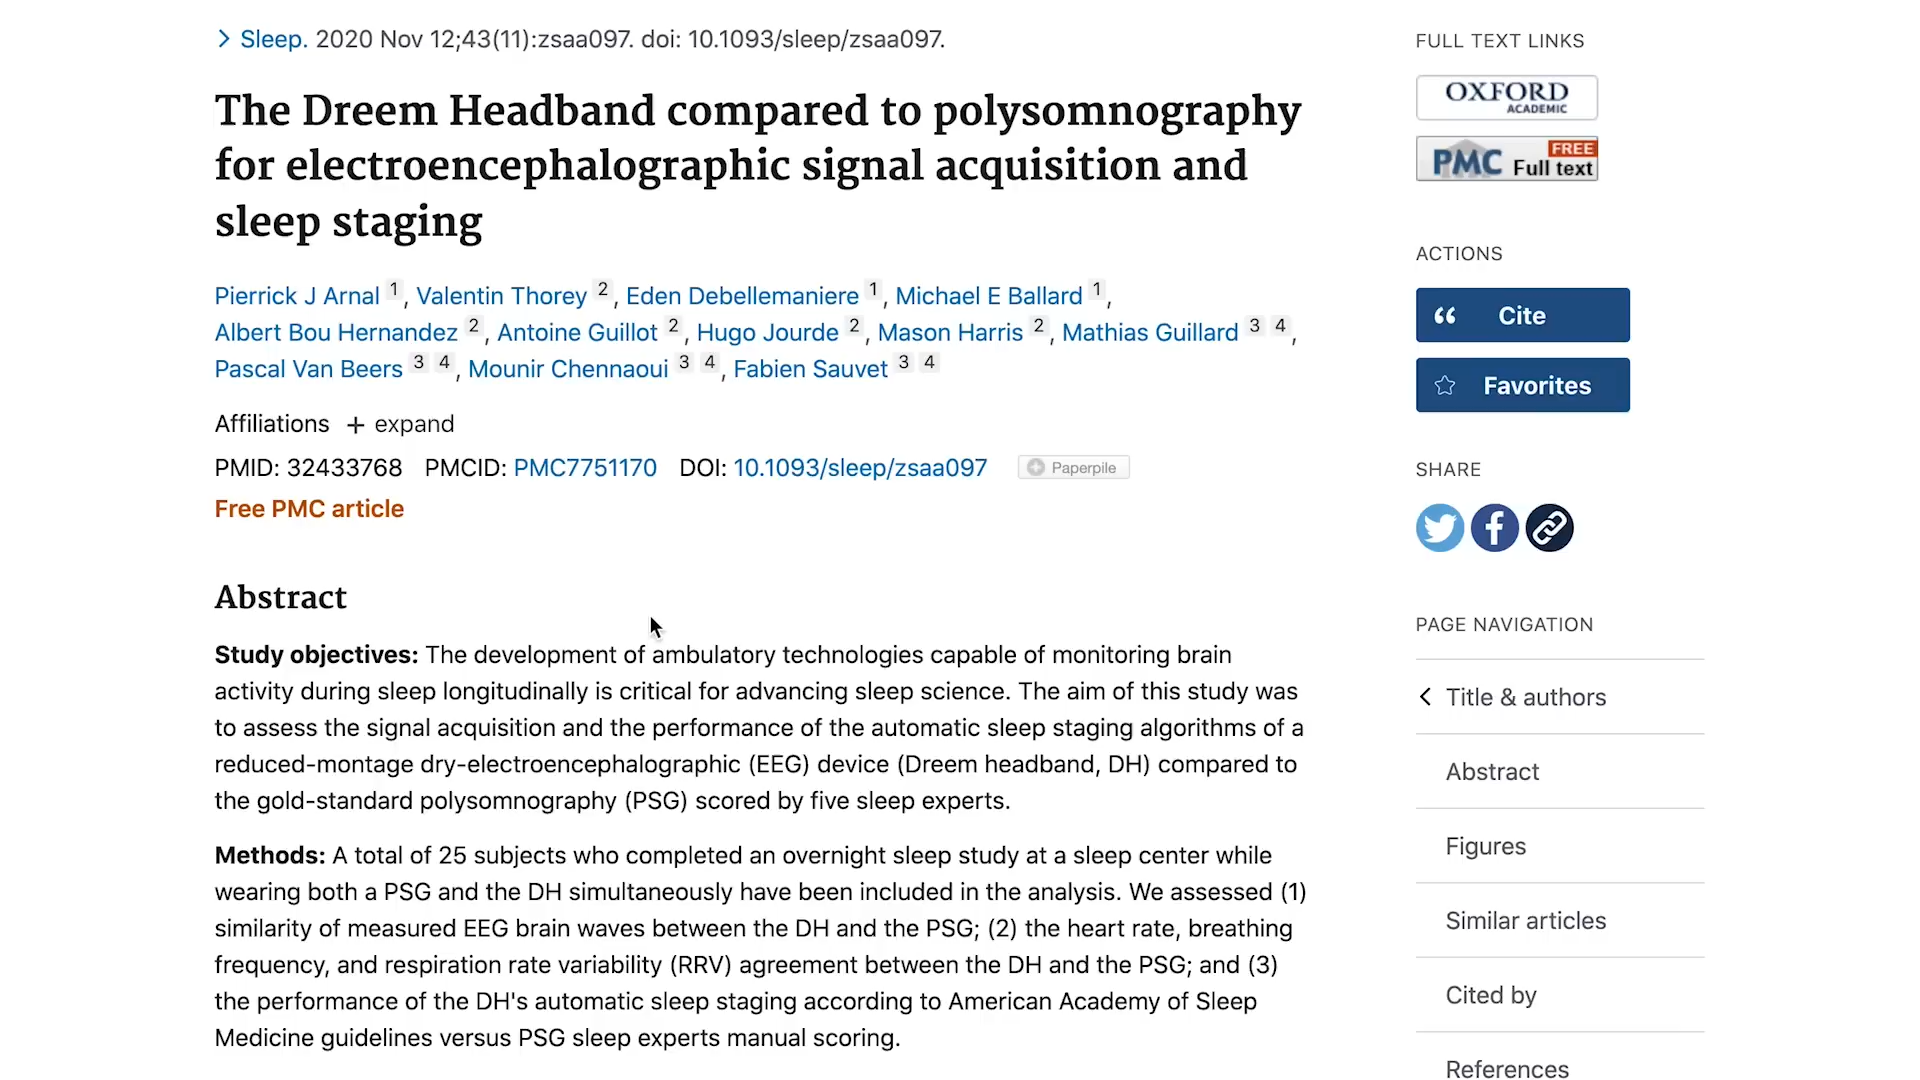 Sleep. 2020 Nov 12;43(11):zsaa097. doi: 10.1093/sleep/zsaa097.
The Dreem Headband compared to polysomnography
for electroencephalographic signal acquisition and
sleep staging
Pierrick J Arnal 1, Valentin Thorey 2, Eden Debellemaniere 1, Michael E Ballard 1,
Albert Bou Hernandez 2, Antoine Guillot 2, Hugo Jourde 2, Mason Harris 2, Mathias Guillard 3 4,
Pascal Van Beers 3 4, Mounir Chennaoui 3 4, Fabien Sauvet 3 4
Affiliations + expand
PMID: 32433768 PMCID: PMC7751170 DOI: 10.1093/sleep/zsaa097 Paperpile
Free PMC article
Abstract
Study objectives: The development of ambulatory technologies capable of monitoring brain
activity during sleep longitudinally is critical for advancing sleep science. The aim of this study was
to assess the signal acquisition and the performance of the automatic sleep staging algorithms of a
reduced-montage dry-electroencephalographic (EEG) device (Dreem headband, DH) compared to
the gold-standard polysomnography (PSG) scored by five sleep experts.
Methods: A total of 25 subjects who completed an overnight sleep study at a sleep center while
wearing both a PSG and the DH simultaneously have been included in the analysis. We assessed (1)
similarity of measured EEG brain waves between the DH and the PSG; (2) the heart rate, breathing
frequency, and respiration rate variability (RRV) agreement between the DH and the PSG; and (3)
the performance of the DH's automatic sleep staging according to American Academy of Sleep
Medicine guidelines versus PSG sleep experts manual scoring.
FULL TEXT LINKS
OXFORD
ACADEMIC
PMC FREE
Full text
ACTIONS
Cite
Favorites
SHARE
PAGE NAVIGATION
Title & authors
Abstract
Figures
Similar articles
Cited by
References